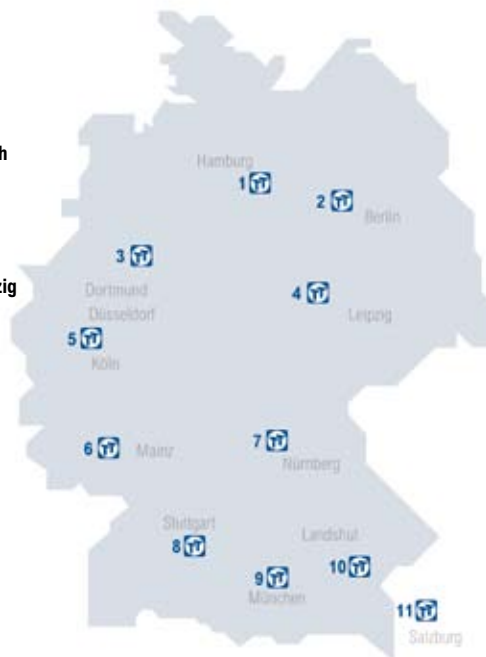 h
zig
Hamburg
1
2
Berlin
3
Dortmund
Düsseldorf
4
Leipzig
5
Köln
6
Mainz
7
Nürnberg
Stuttgart
8
Landshut
9
München
10
11
Salzburg